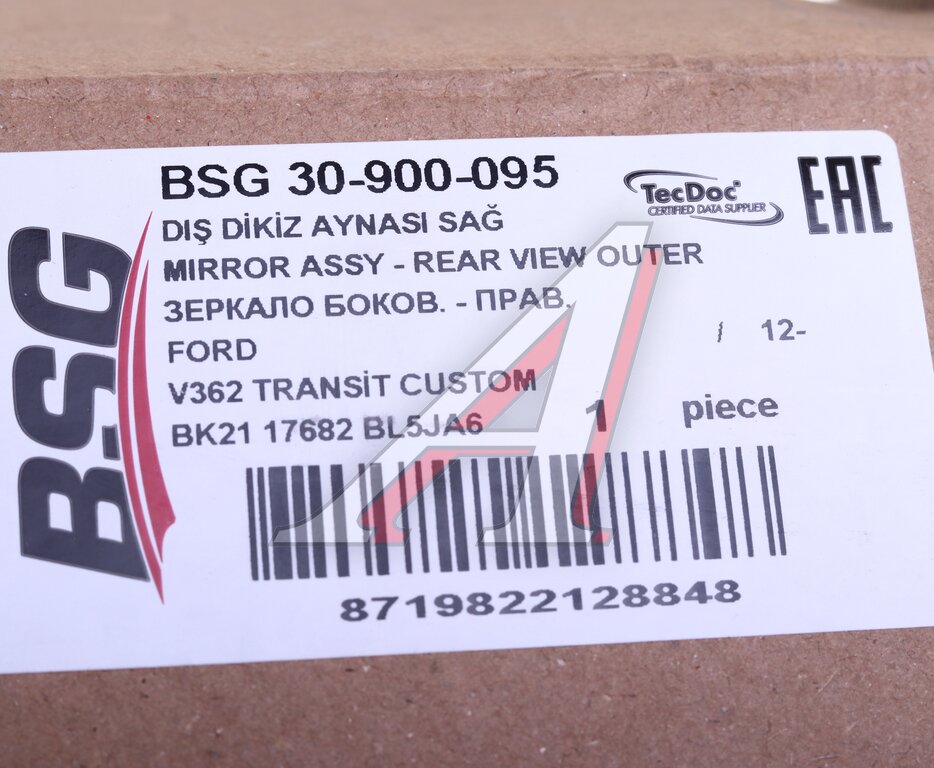 BSG 30-900-095
DIŞ DİKİZ AYNASI SAĞ
MIRROR ASSY - REAR VIEW OUTER
ЗЕРКАЛО БОКОВ. - ПРАВ.
FORD
/ 12-
V362 TRANSİT CUSTOM
BK21 17682 BL5JA6
1 piece
8719822128848
TecDoc
CERTIFIED DATA SUPPLIER
EAC
BSG